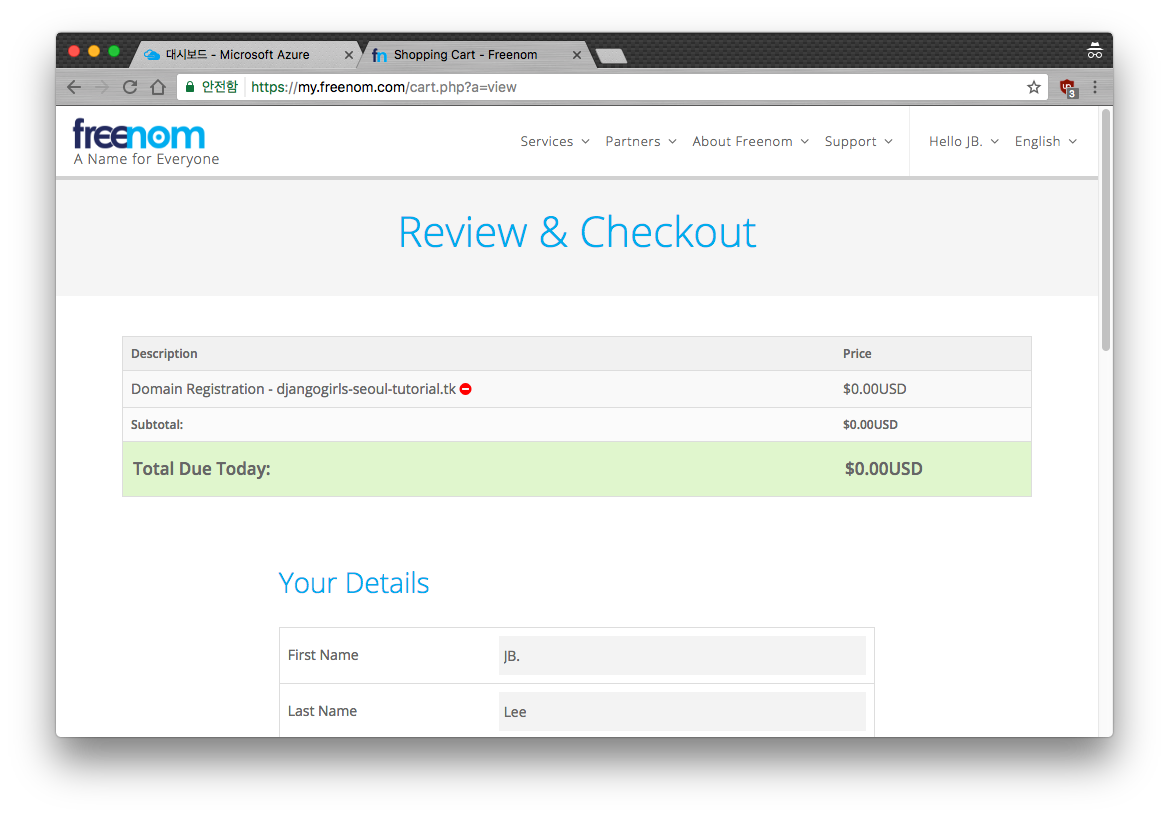 대시보드 - Microsoft Azure
Shopping Cart - Freenom
안전함 https://my.freenom.com/cart.php?a=view
3
freenom
A Name for Everyone
Services Partners About Freenom Support Hello JB. English
Review & Checkout
Description Price
Domain Registration - djangogirls-seoul-tutorial.tk $0.00USD
Subtotal: $0.00USD
Total Due Today: $0.00USD
Your Details
First Name JB.
Last Name Lee